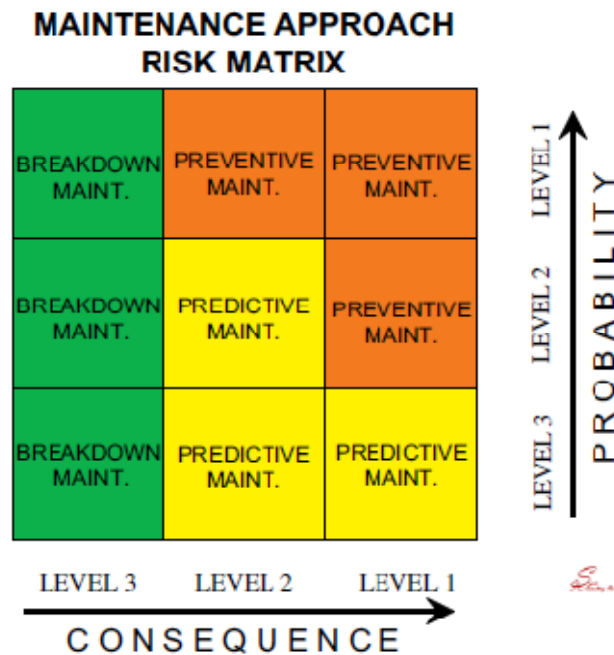 MAINTENANCE APPROACH
RISK MATRIX
BREAKDOWN
MAINT.
PREVENTIVE
MAINT.
PREVENTIVE
MAINT.
LEVEL 1
BREAKDOWN
MAINT.
PREDICTIVE
MAINT.
PREVENTIVE
MAINT.
LEVEL 2
BREAKDOWN
MAINT.
PREDICTIVE
MAINT.
PREDICTIVE
MAINT.
LEVEL 3
PROBABILITY
LEVEL 3 LEVEL 2 LEVEL 1
CONSEQUENCE